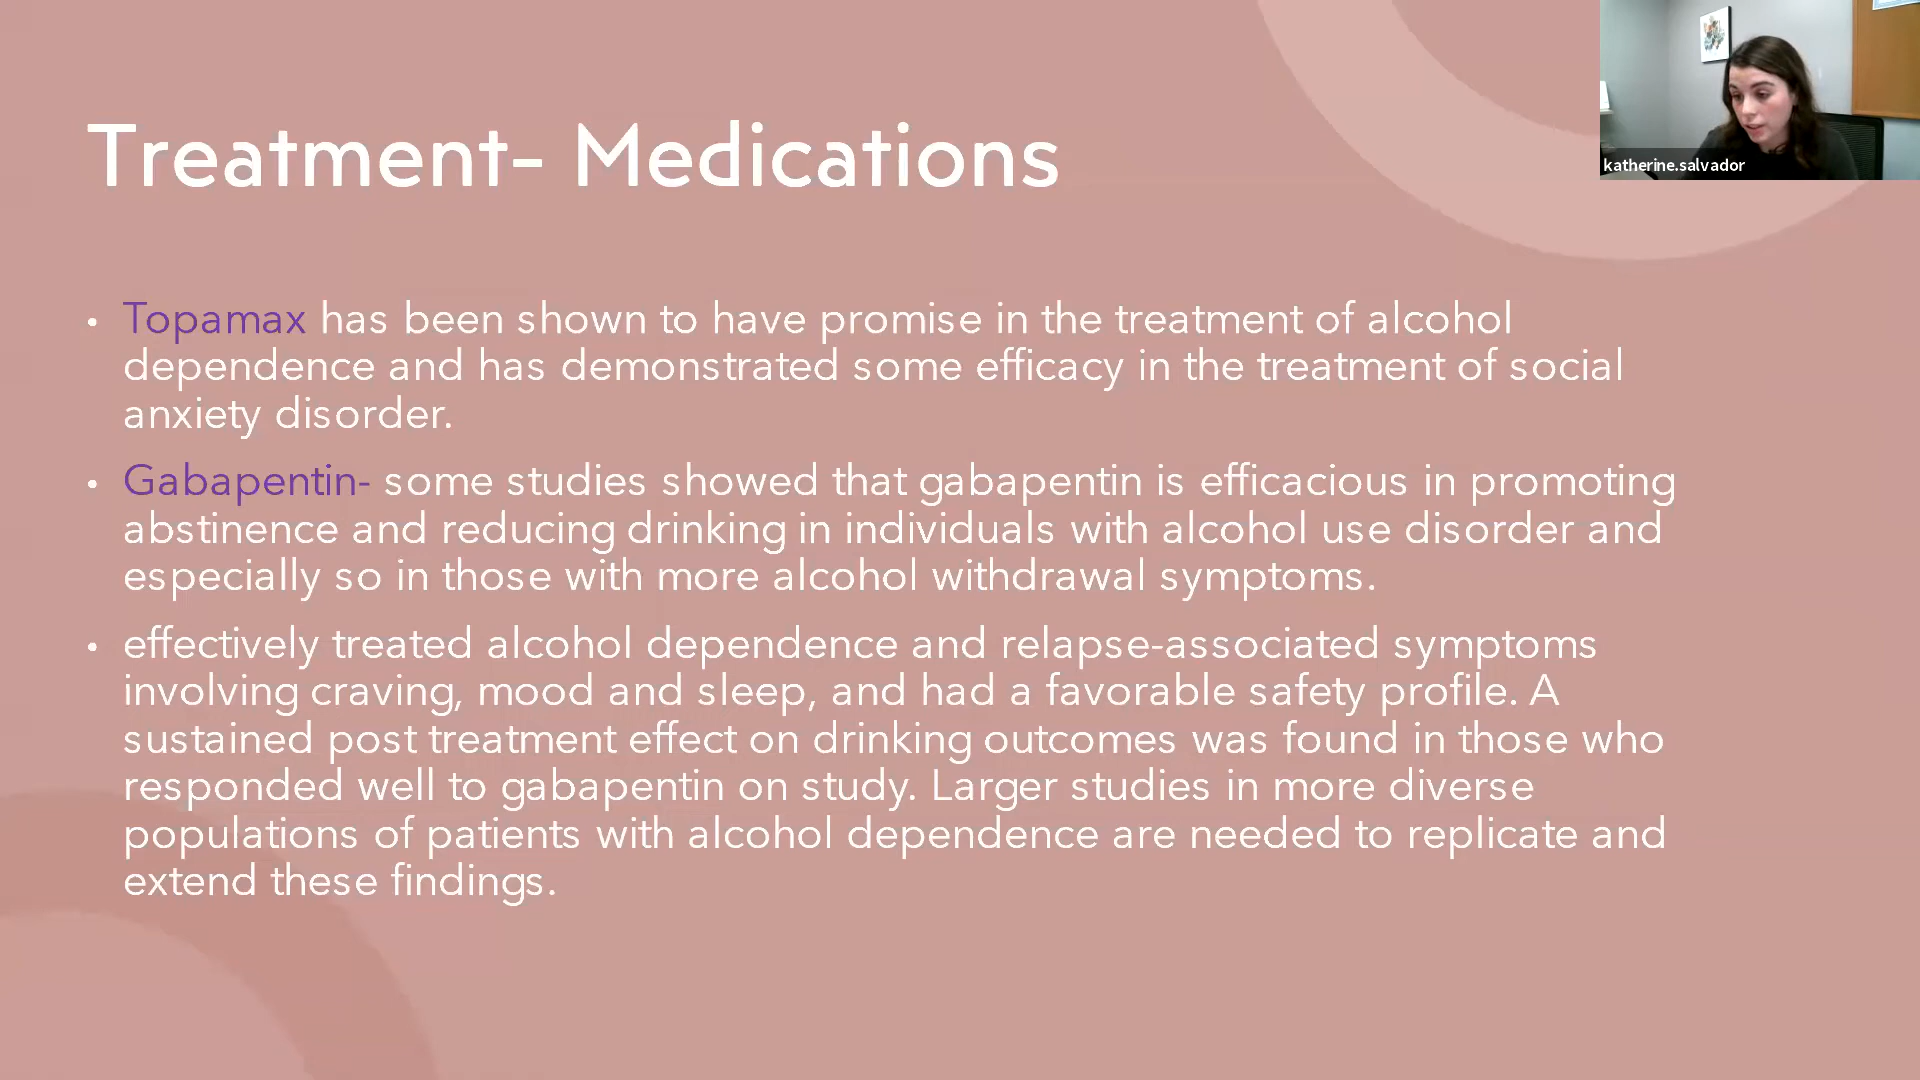 Treatment- Medications
katherine.salvador
• Topamax has been shown to have promise in the treatment of alcohol
dependence and has demonstrated some efficacy in the treatment of social
anxiety disorder.
• Gabapentin- some studies showed that gabapentin is efficacious in promoting
abstinence and reducing drinking in individuals with alcohol use disorder and
especially so in those with more alcohol withdrawal symptoms.
• effectively treated alcohol dependence and relapse-associated symptoms
involving craving, mood and sleep, and had a favorable safety profile. A
sustained post treatment effect on drinking outcomes was found in those who
responded well to gabapentin on study. Larger studies in more diverse
populations of patients with alcohol dependence are needed to replicate and
extend these findings.